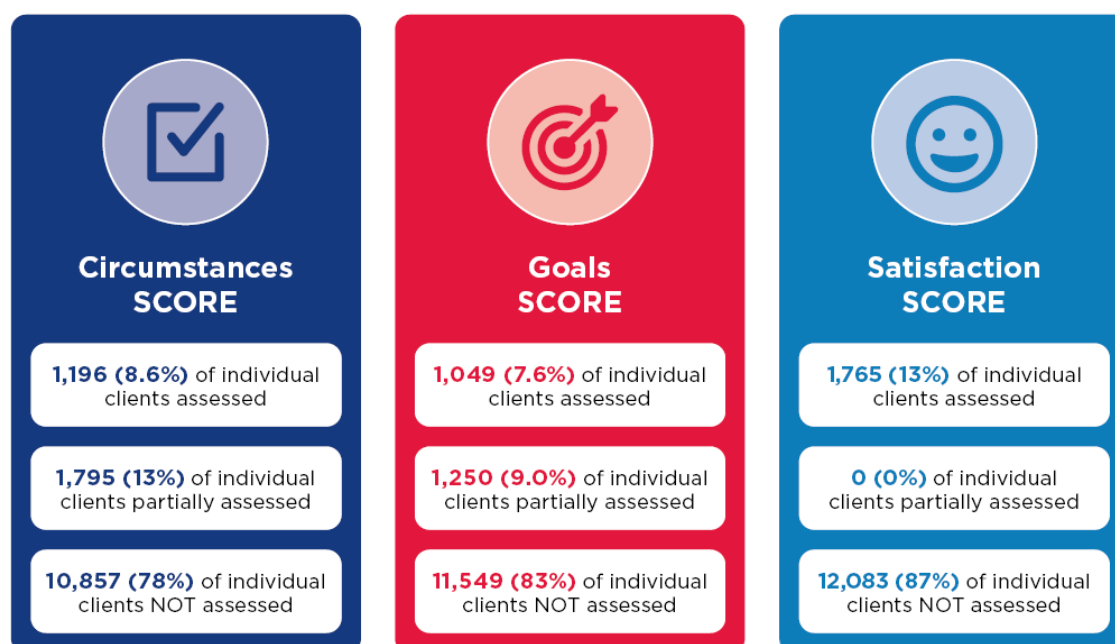 Circumstances
SCORE
1,196 (8.6%) of individual
clients assessed
1,795 (13%) of individual
clients partially assessed
10,857 (78%) of individual
clients NOT assessed
Goals
SCORE
1,049 (7.6%) of individual
clients assessed
1,250 (9.0%) of individual
clients partially assessed
11,549 (83%) of individual
clients NOT assessed
Satisfaction
SCORE
1,765 (13%) of individual
clients assessed
0 (0%) of individual
clients partially assessed
12,083 (87%) of individual
clients NOT assessed